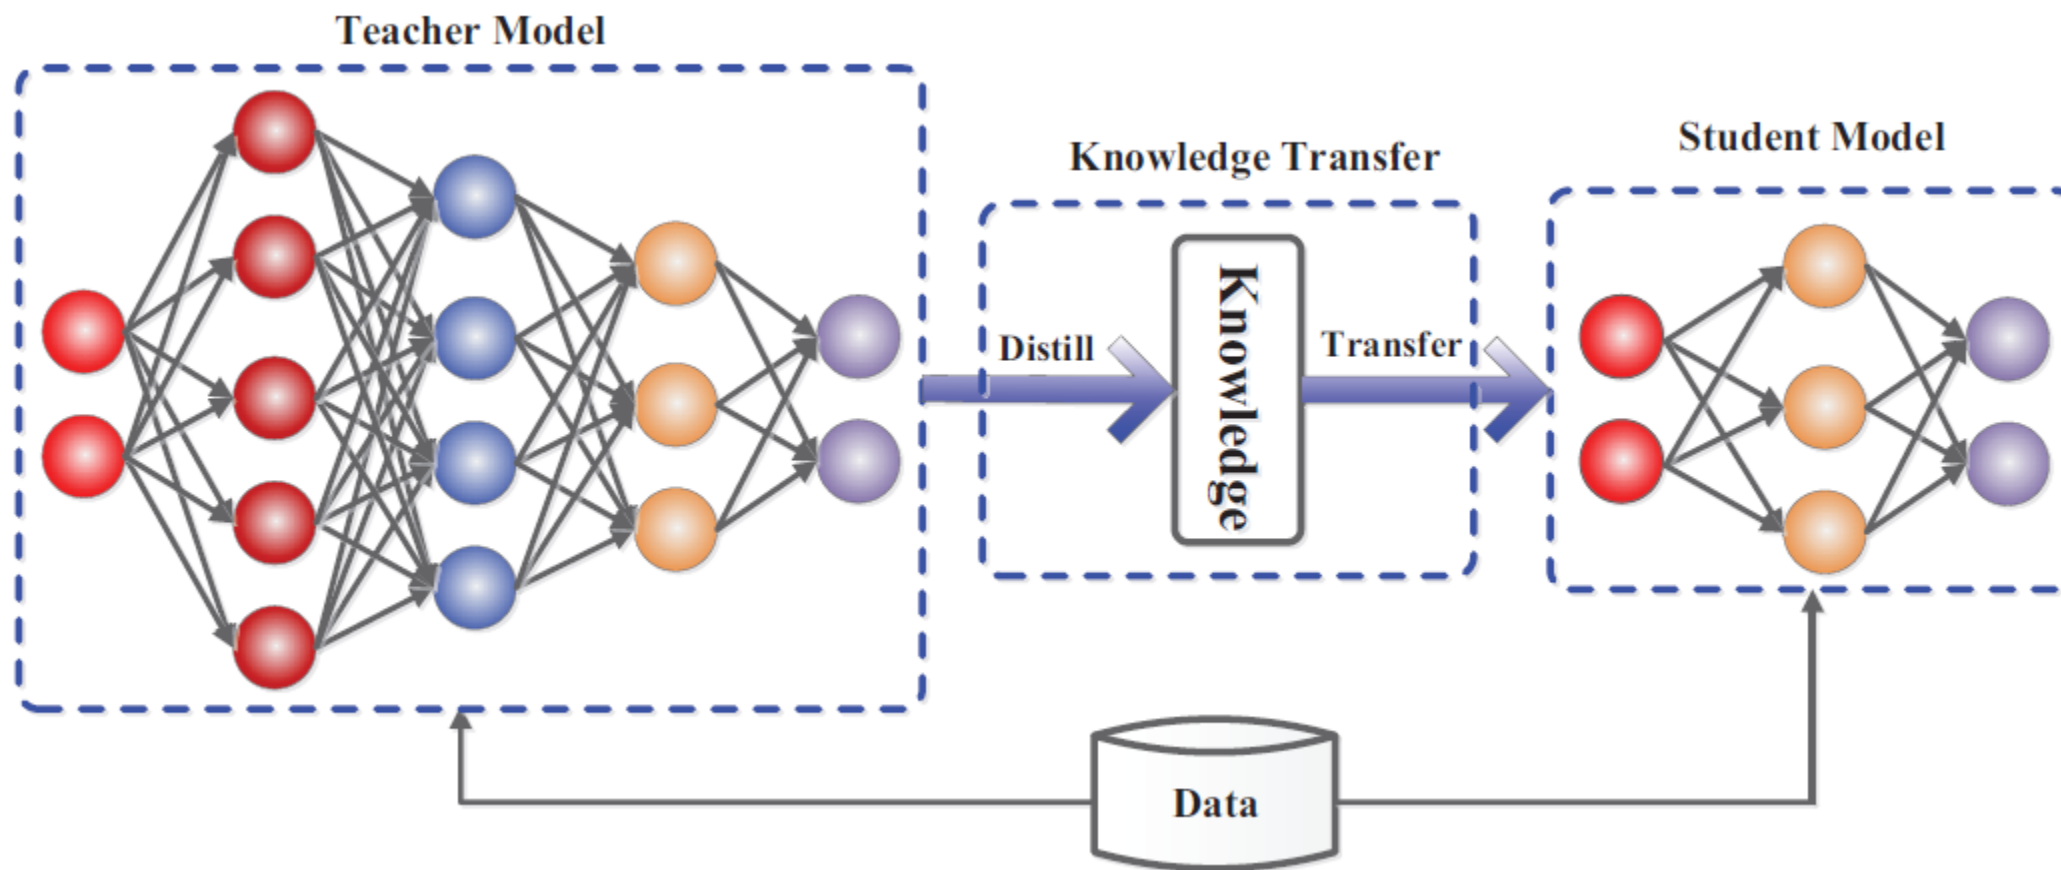 Teacher Model
Knowledge Transfer
Student Model
Distill
Knowledge
Transfer
Data